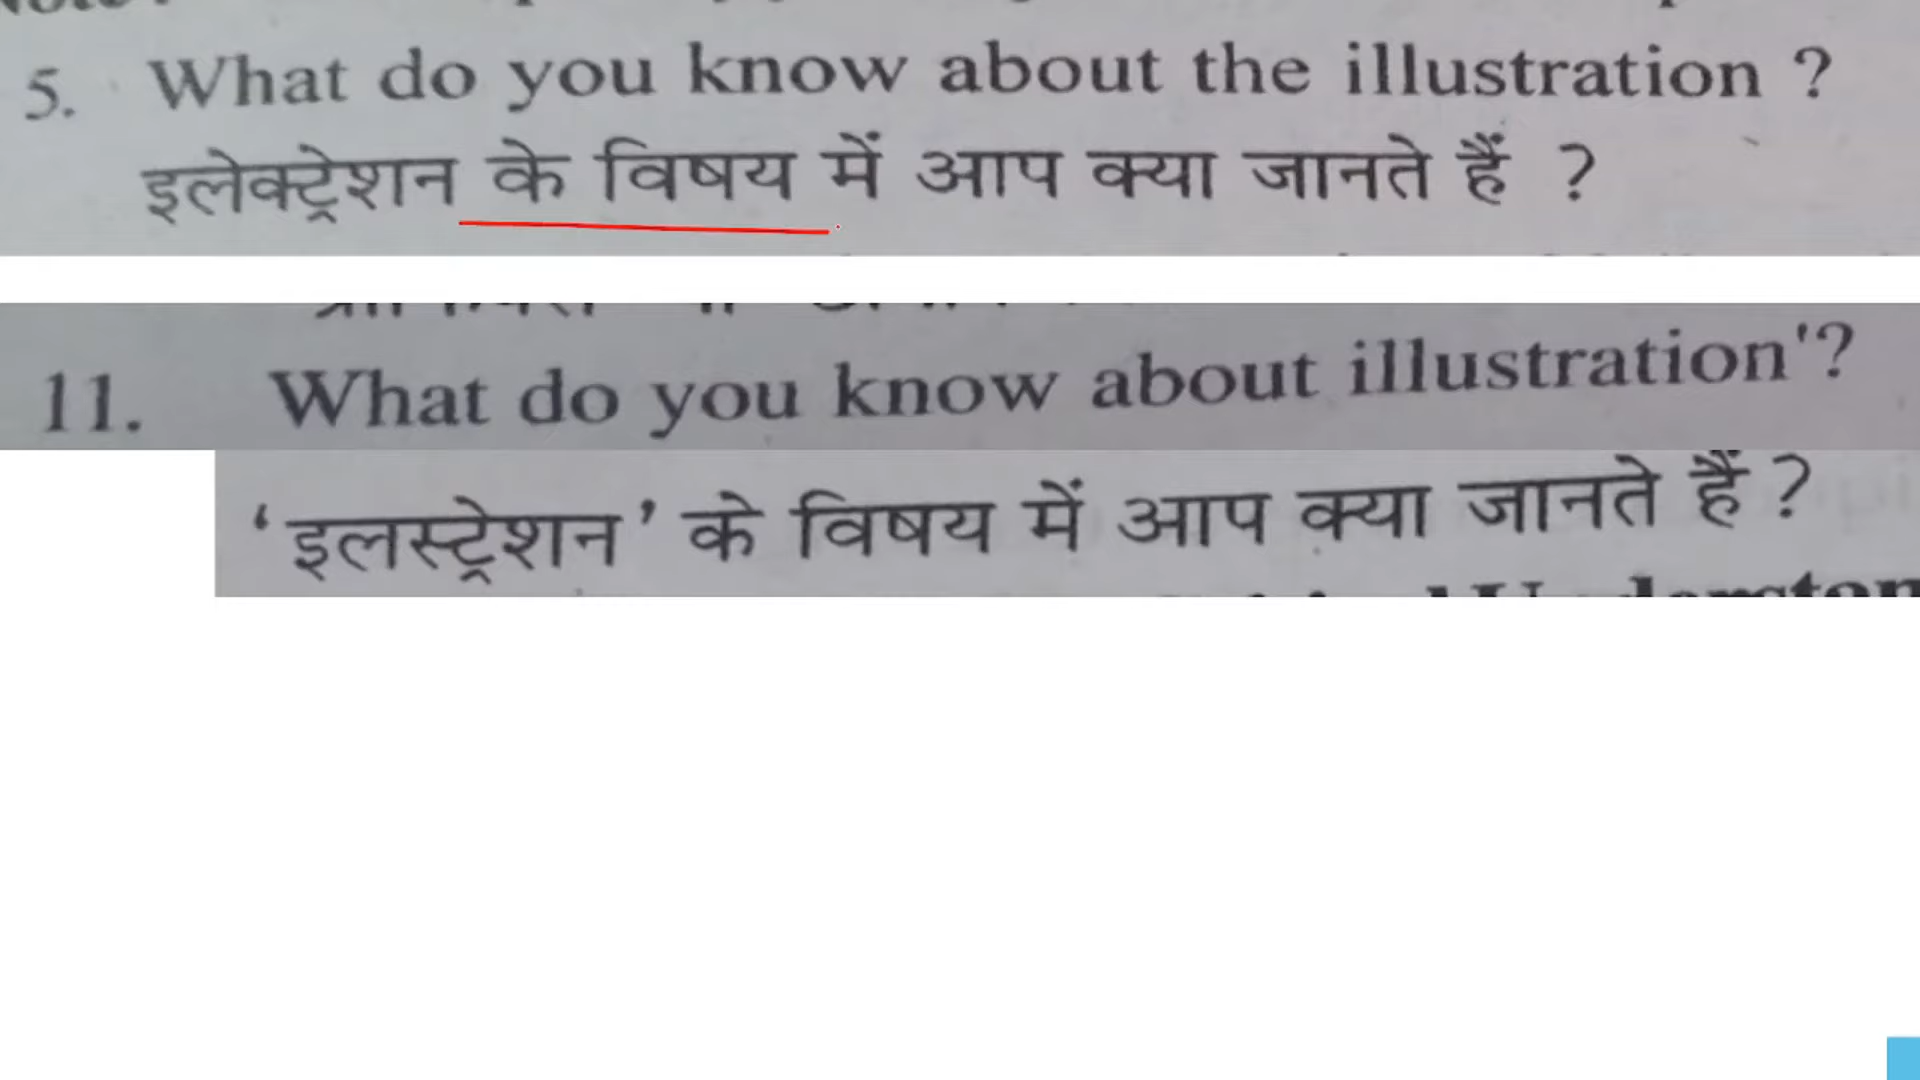 5. What do you know about the illustration ?
इलेक्ट्रेशन के विषय में आप क्या जानते हैं ?
11. What do you know about illustration'?
‘इलस्ट्रेशन’ के विषय में आप क्या जानते हैं ?